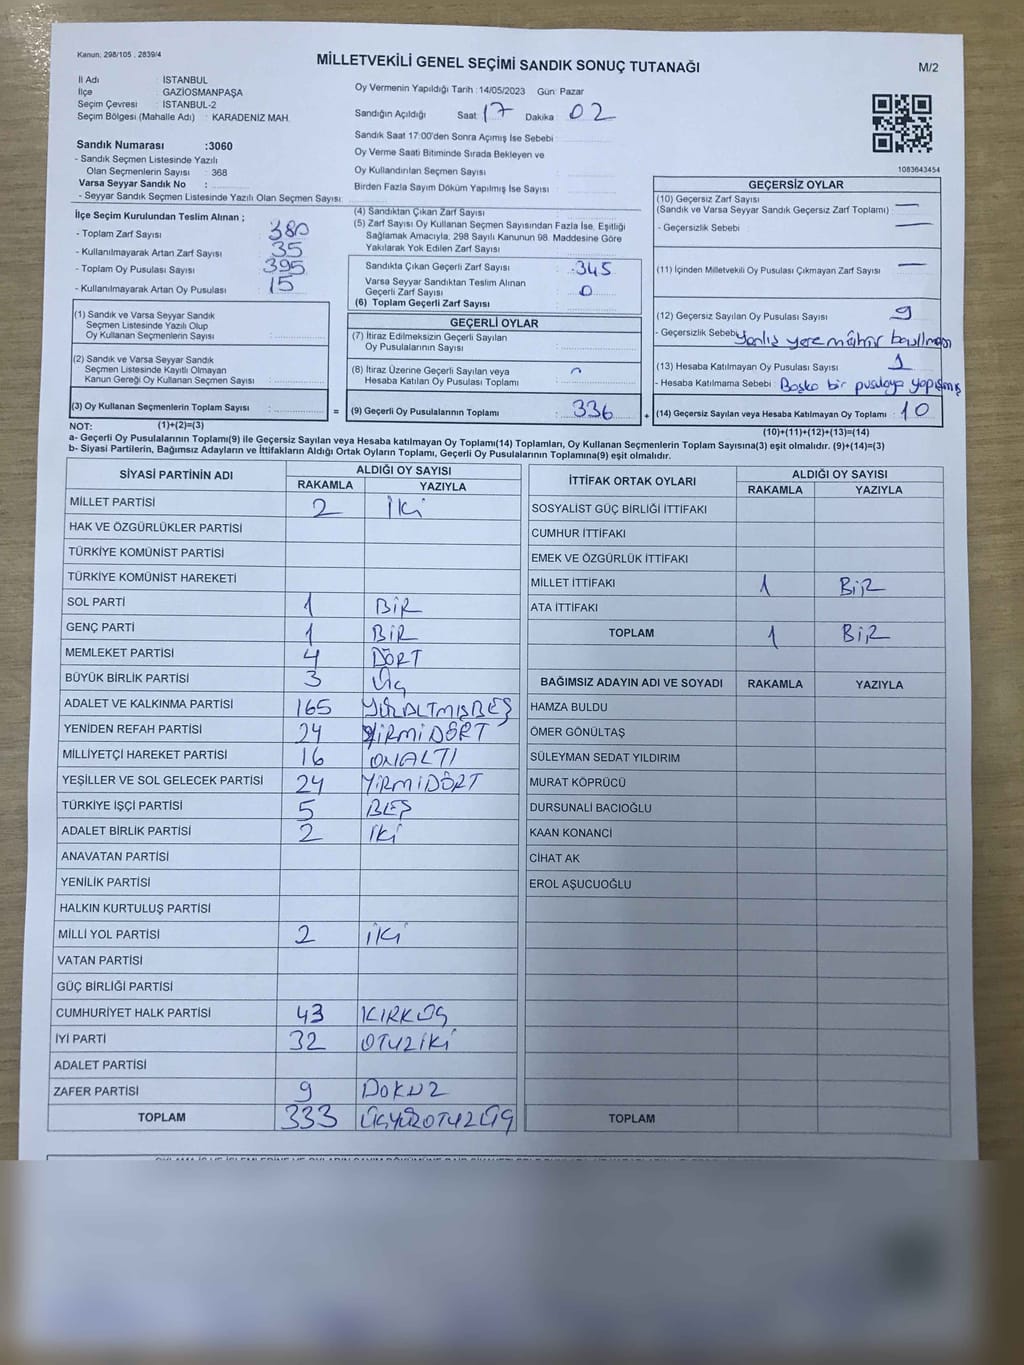 Kanun; 298/105 , 2839/4
MİLLETVEKİLİ GENEL SEÇİMİ SANDIK SONUÇ TUTANAĞI
M/2
İl Adı : İSTANBUL
İlçe : GAZİOSMANPAŞA
Seçim Çevresi : İSTANBUL-2
Seçim Bölgesi (Mahalle Adı) : KARADENİZ MAH.
Oy Vermenin Yapıldığı Tarih :14/05/2023 Gün: Pazar
Sandığın Açıldığı Saat 17 Dakika 02
Sandık Saat 17:00'den Sonra Açımış İse Sebebi
Oy Verme Saati Bitiminde Sırada Bekleyen ve
Oy Kullandırılan Seçmen Sayısı
Birden Fazla Sayım Döküm Yapılmış İse Sayısı
1083643454
Sandık Numarası :3060
- Sandık Seçmen Listesinde Yazılı
Olan Seçmenlerin Sayısı : 368
Varsa Seyyar Sandık No :
- Seyyar Sandık Seçmen Listesinde Yazılı Olan Seçmen Sayısı:
İlçe Seçim Kurulundan Teslim Alınan ;
- Toplam Zarf Sayısı : 380
- Kullanılmayarak Artan Zarf Sayısı : 35
- Toplam Oy Pusulası Sayısı : 395
- Kullanılmayarak Artan Oy Pusulası : 15
(1) Sandık ve Varsa Seyyar Sandık
Seçmen Listesinde Yazılı Olup
Oy Kullanan Seçmenlerin Sayısı :
(2) Sandık ve Varsa Seyyar Sandık
Seçmen Listesinde Kayıtlı Olmayan
Kanun Gereği Oy Kullanan Seçmen Sayısı :
(3) Oy Kullanan Seçmenlerin Toplam Sayısı :
(4) Sandıktan Çıkan Zarf Sayısı :
(5) Zarf Sayısı Oy Kullanan Seçmen Sayısından Fazla İse, Eşitliği
Sağlamak Amacıyla, 298 Sayılı Kanunun 98. Maddesine Göre
Yakılarak Yok Edilen Zarf Sayısı :
Sandıkta Çıkan Geçerli Zarf Sayısı : 345
Varsa Seyyar Sandıktan Teslim Alınan
Geçerli Zarf Sayısı : 0
(6) Toplam Geçerli Zarf Sayısı :
GEÇERLİ OYLAR
(7) İtiraz Edilmeksizin Geçerli Sayılan
Oy Pusulalarının Sayısı :
(8) İtiraz Üzerine Geçerli Sayılan veya
Hesaba Katılan Oy Pusulası Toplamı :
= (9) Geçerli Oy Pusulalarının Toplamı : 336
GEÇERSİZ OYLAR
(10) Geçersiz Zarf Sayısı
(Sandık ve Varsa Seyyar Sandık Geçersiz Zarf Toplamı) : —
- Geçersizlik Sebebi : —
(11) İçinden Milletvekili Oy Pusulası Çıkmayan Zarf Sayısı : —
(12) Geçersiz Sayılan Oy Pusulası Sayısı : 9
- Geçersizlik Sebebi : Yanlış yere mühür basılması
(13) Hesaba Katılmayan Oy Pusulası Sayısı : 1
- Hesaba Katılmama Sebebi : Başka bir pusulaya yapışmış
+ (14) Geçersiz Sayılan veya Hesaba Katılmayan Oy Toplamı : 10
NOT: (1)+(2)=(3)
(10)+(11)+(12)+(13)=(14)
a- Geçerli Oy Pusulalarının Toplamı(9) ile Geçersiz Sayılan veya Hesaba katılmayan Oy Toplamı(14) Toplamları, Oy Kullanan Seçmenlerin Toplam Sayısına(3) eşit olmalıdır. (9)+(14)=(3)
b- Siyasi Partilerin, Bağımsız Adayların ve İttifakların Aldığı Ortak Oyların Toplamı, Geçerli Oy Pusulalarının Toplamına(9) eşit olmalıdır.
SİYASİ PARTİNİN ADI ALDIĞI OY SAYISI
RAKAMLA YAZIYLA
MİLLET PARTİSİ 2 İki
HAK VE ÖZGÜRLÜKLER PARTİSİ
TÜRKİYE KOMÜNİST PARTİSİ
TÜRKİYE KOMÜNİST HAREKETİ
SOL PARTİ 1 BİR
GENÇ PARTİ 1 BİR
MEMLEKET PARTİSİ 4 DÖRT
BÜYÜK BİRLİK PARTİSİ 3 Üç
ADALET VE KALKINMA PARTİSİ 165 YÜZALTMIŞBEŞ
YENİDEN REFAH PARTİSİ 24 YİRMİDÖRT
MİLLİYETÇİ HAREKET PARTİSİ 16 ONALTI
YEŞİLLER VE SOL GELECEK PARTİSİ 24 YİRMİDÖRT
TÜRKİYE İŞÇİ PARTİSİ 5 BEŞ
ADALET BİRLİK PARTİSİ 2 İKİ
ANAVATAN PARTİSİ
YENİLİK PARTİSİ
HALKIN KURTULUŞ PARTİSİ
MİLLİ YOL PARTİSİ 2 İKİ
VATAN PARTİSİ
GÜÇ BİRLİĞİ PARTİSİ
CUMHURİYET HALK PARTİSİ 43 KIRKÜÇ
İYİ PARTİ 32 OTUZİKİ
ADALET PARTİSİ
ZAFER PARTİSİ 9 DOKUZ
TOPLAM 333 ÜÇYÜZOTUZÜÇ
İTTİFAK ORTAK OYLARI ALDIĞI OY SAYISI
RAKAMLA YAZIYLA
SOSYALİST GÜÇ BİRLİĞİ İTTİFAKI
CUMHUR İTTİFAKI
EMEK VE ÖZGÜRLÜK İTTİFAKI
MİLLET İTTİFAKI 1 BİR
ATA İTTİFAKI
TOPLAM 1 BİR
BAĞIMSIZ ADAYIN ADI VE SOYADI RAKAMLA YAZIYLA
HAMZA BULDU
ÖMER GÖNÜLTAŞ
SÜLEYMAN SEDAT YILDIRIM
MURAT KÖPRÜCÜ
DURSUNALİ BACIOĞLU
KAAN KONANCİ
CİHAT AK
EROL AŞUCUOĞLU
TOPLAM